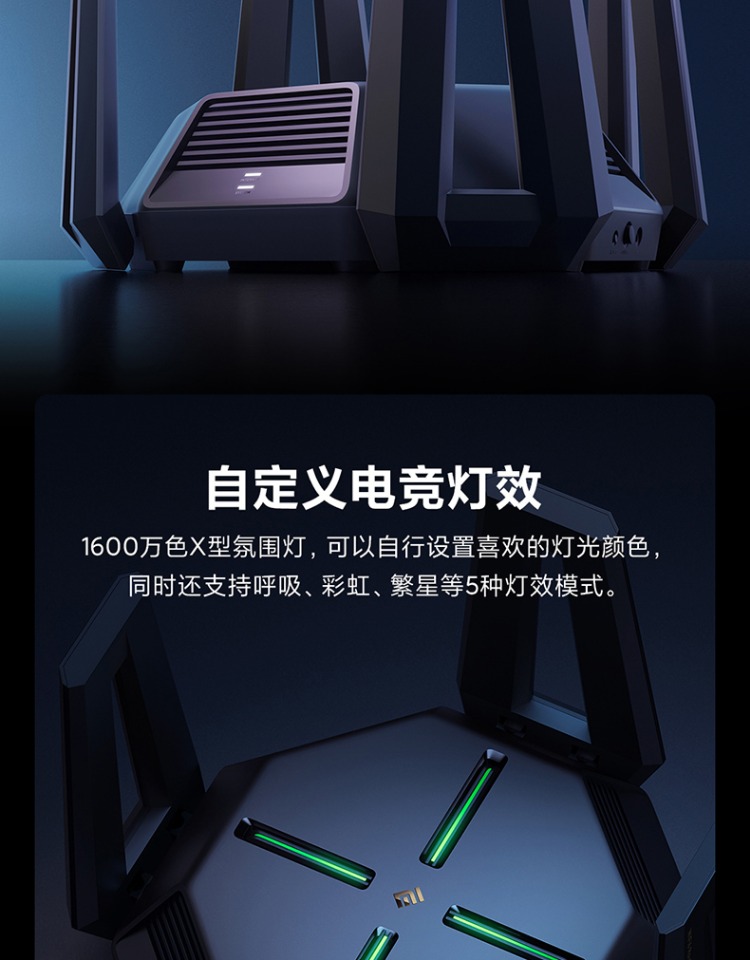 自定义电竞灯效
1600万色X型氛围灯，可以自行设置喜欢的灯光颜色，
同时还支持呼吸、彩虹、繁星等5种灯效模式。